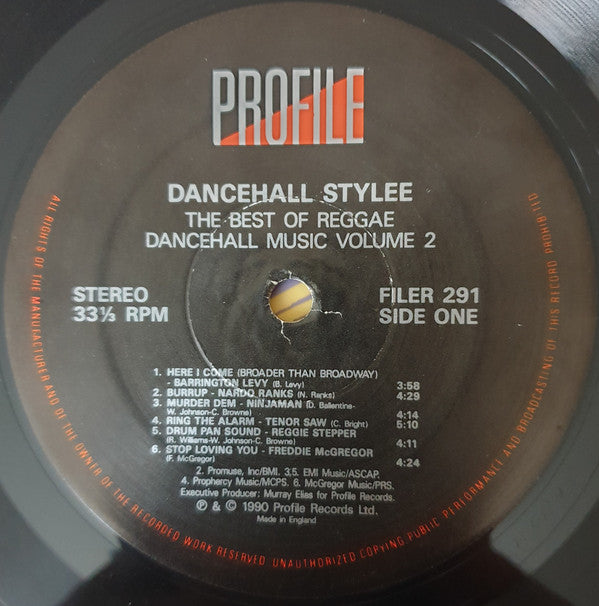 PROFILE
DANCEHALL STYLEE
THE BEST OF REGGAE
DANCEHALL MUSIC VOLUME 2
STEREO
33⅓ RPM
FILER 291
SIDE ONE
1. HERE I COME (BROADER THAN BROADWAY)
- BARRINGTON LEVY (B. Levy) 3:58
2. BURRUP - NARDO RANKS (N. Ranks) 4:29
3. MURDER DEM - NINJAMAN (D. Ballentine-
W. Johnson-C. Browne) 4:14
4. RING THE ALARM - TENOR SAW (C. Bright) 5:10
5. DRUM PAN SOUND - REGGIE STEPPER
(R. Williams-W. Johnson-C. Browne) 4:11
6. STOP LOVING YOU - FREDDIE McGREGOR
(F. McGregor) 4:24
2. Promuse, Inc/BMI. 3,5. EMI Music/ASCAP.
4. Prophercy Music/MCPS. 6. McGregor Music/PRS.
Executive Producer: Murray Elias for Profile Records.
℗ & © 1990 Profile Records Ltd.
Made in England
ALL RIGHTS OF THE MANUFACTURER AND OF THE OWNER OF THE RECORDED WORK RESERVED UNAUTHORIZED COPYING PUBLIC PERFORMANCE AND BROADCASTING OF THIS RECORD PROHIBITED